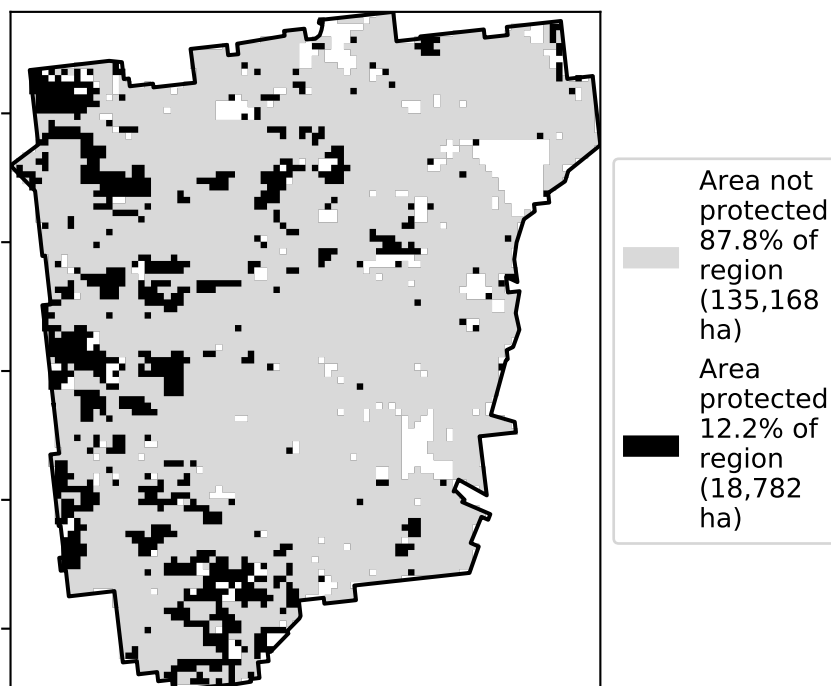 Area not
protected
87.8% of
region
(135,168
ha)
Area
protected
12.2% of
region
(18,782
ha)